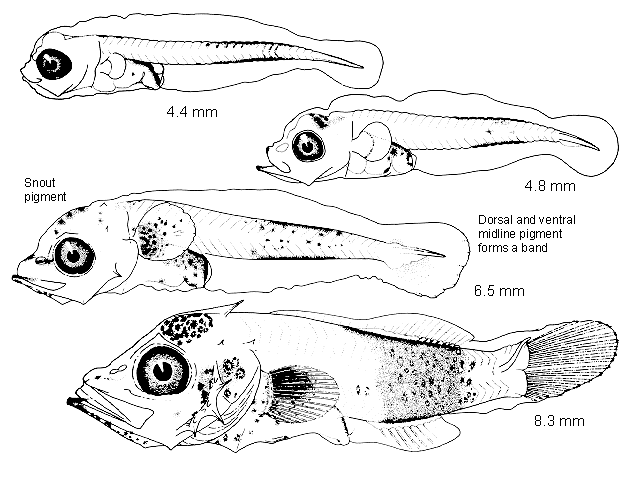 4.4 mm
4.8 mm
Snout
pigment
Dorsal and ventral
midline pigment
forms a band
6.5 mm
8.3 mm